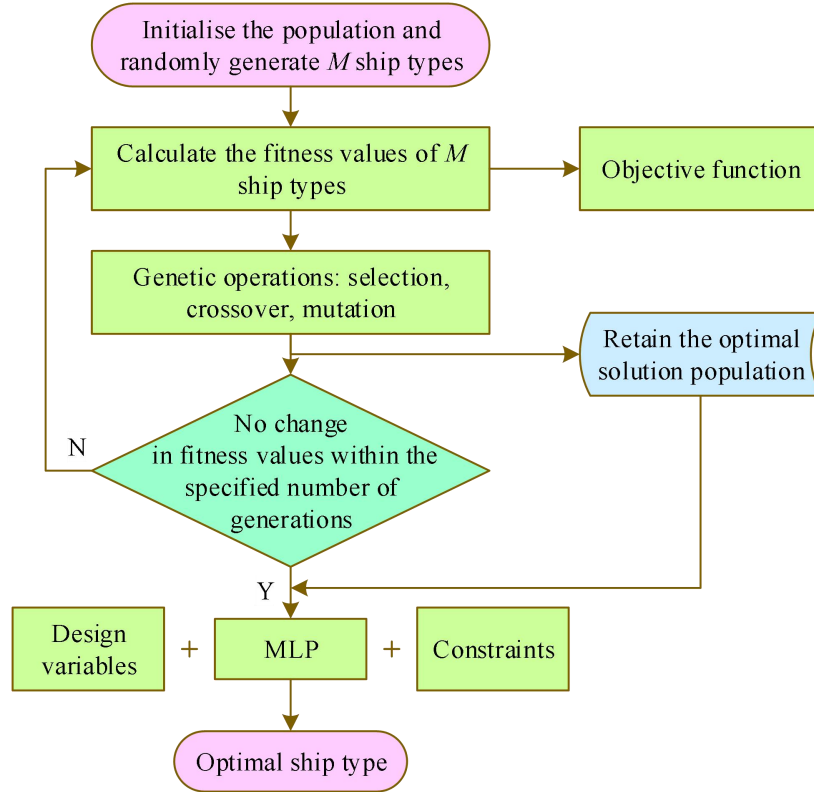 Initialise the population and
randomly generate M ship types
Calculate the fitness values of M
ship types
Objective function
Genetic operations: selection,
crossover, mutation
Retain the optimal
solution population
No change
in fitness values within the
specified number of
generations
N
Y
Design
variables
+
MLP
+
Constraints
Optimal ship type